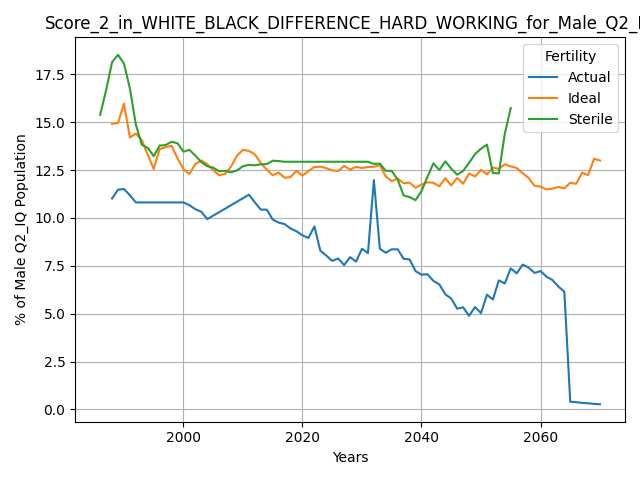 Score_2_in_WHITE_BLACK_DIFFERENCE_HARD_WORKING_for_Male_Q2_I
Fertility
Actual
Ideal
Sterile
% of Male Q2_IQ Population
17.5
15.0
12.5
10.0
7.5
5.0
2.5
0.0
2000 2020 2040 2060
Years